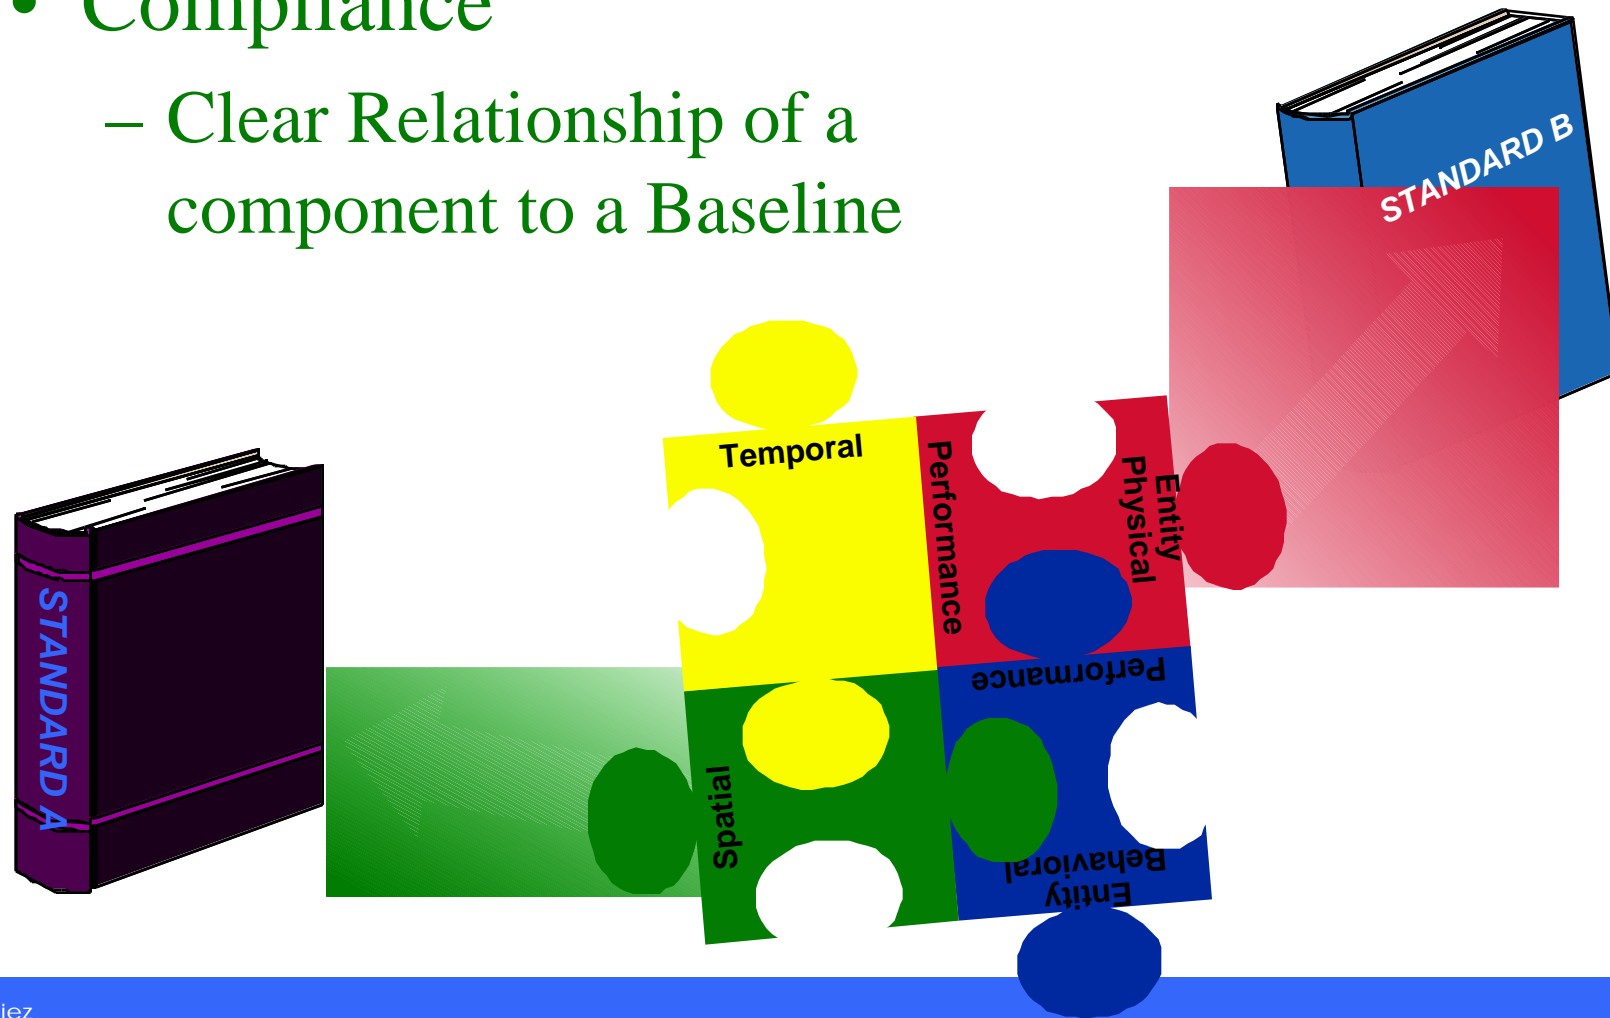 • Compliance
– Clear Relationship of a
component to a Baseline
STANDARD B
Temporal
Performance
Entity
Physical
STANDARD A
Performance
Spatial
Behavioral
Entity